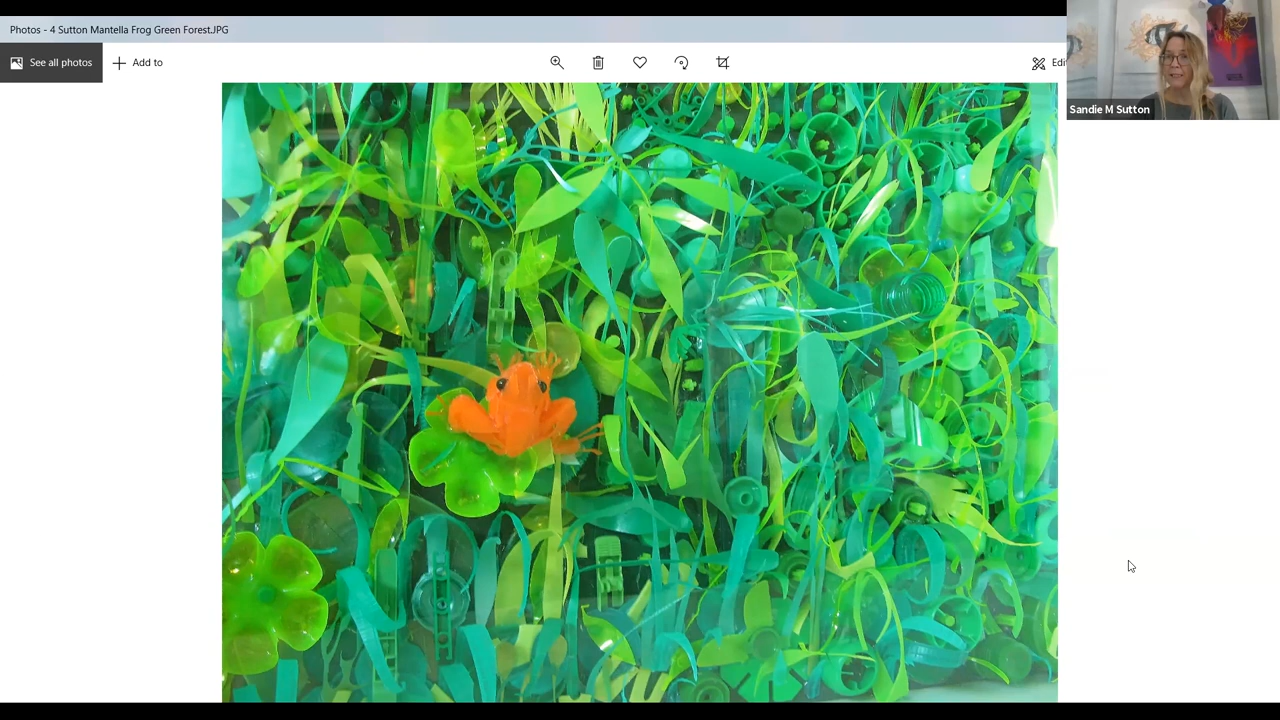 Photos - 4 Sutton Mantella Frog Green Forest.JPG
See all photos
Add to
Sandie M Sutton